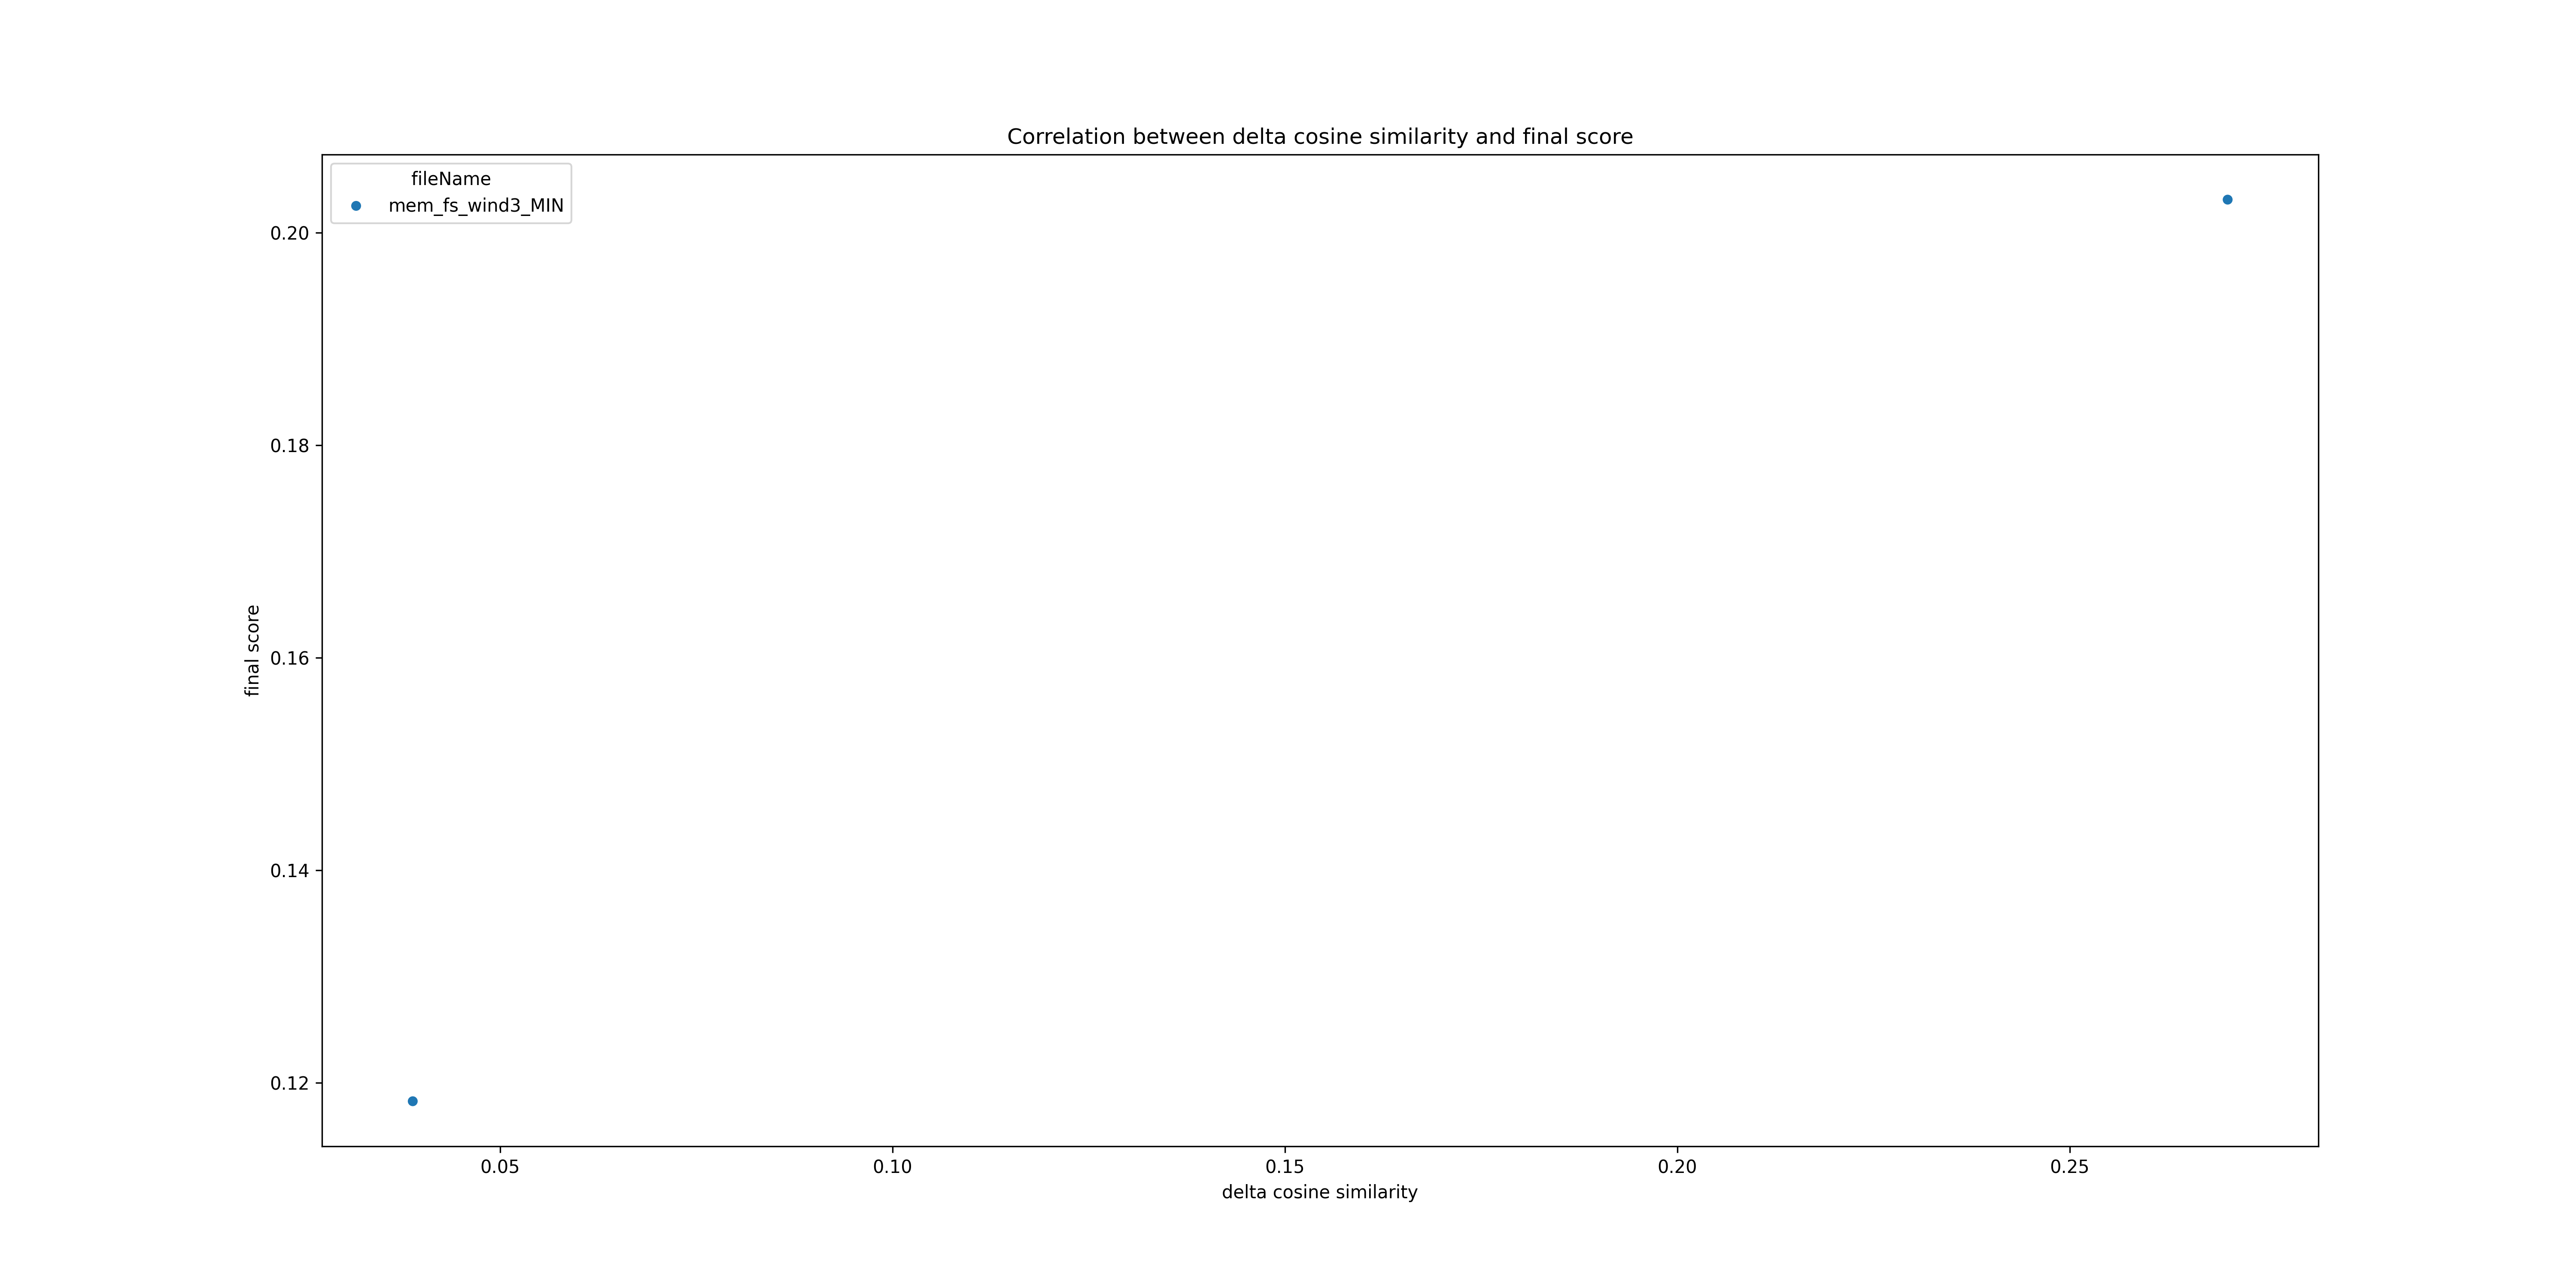 Correlation between delta cosine similarity and final score
fileName
mem_fs_wind3_MIN
0.20
0.18
0.16
0.14
0.12
final score
0.05
0.10
0.15
0.20
0.25
delta cosine similarity